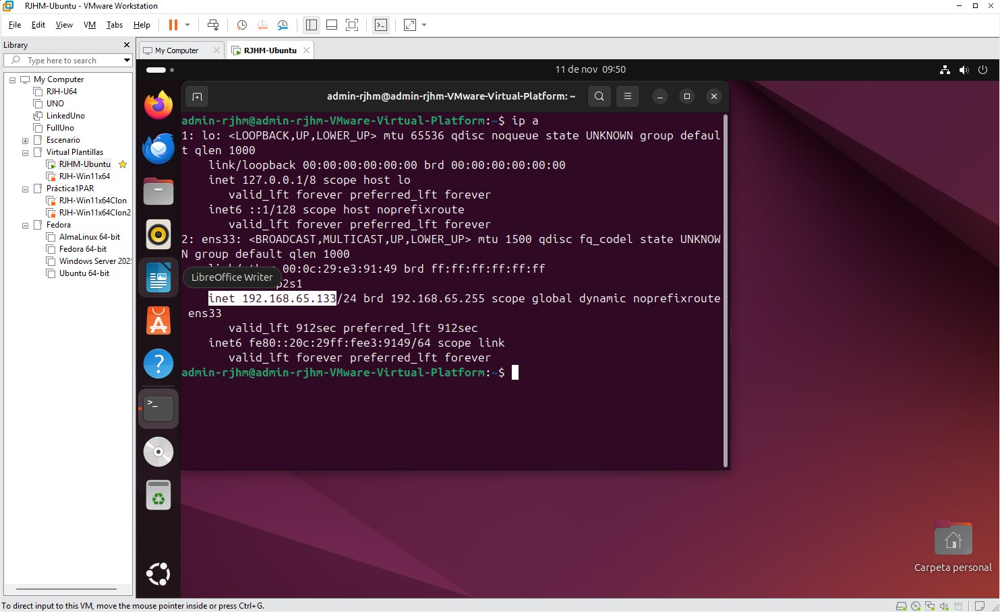 RJHM-Ubuntu - VMware Workstation
File Edit View VM Tabs Help
Library
Type here to search
My Computer
RJH-U64
UNO
LinkedUno
FullUno
Escenario
Virtual Plantillas
RJHM-Ubuntu
RJH-Win11x64
Práctica1PAR
RJH-Win11x64Clon
RJH-Win11x64Clon2
Fedora
AlmaLinux 64-bit
Fedora 64-bit
Windows Server 202
Ubuntu 64-bit
My Computer
RJHM-Ubuntu
11 de nov 09:50
admin-rjhm@admin-rjhm-VMware-Virtual-Platform: ~
admin-rjhm@admin-rjhm-VMware-Virtual-Platform:~$ ip a
1: lo: <LOOPBACK,UP,LOWER_UP> mtu 65536 qdisc noqueue state UNKNOWN group defaul
t qlen 1000
link/loopback 00:00:00:00:00:00 brd 00:00:00:00:00:00
inet 127.0.0.1/8 scope host lo
valid_lft forever preferred_lft forever
inet6 ::1/128 scope host noprefixroute
valid_lft forever preferred_lft forever
2: ens33: <BROADCAST,MULTICAST,UP,LOWER_UP> mtu 1500 qdisc fq_codel state UNKNOW
N group default qlen 1000
00:0c:29:e3:91:49 brd ff:ff:ff:ff:ff:ff
LibreOffice Writer
p2s1
inet 192.168.65.133/24 brd 192.168.65.255 scope global dynamic noprefixroute
ens33
valid_lft 912sec preferred_lft 912sec
inet6 fe80::20c:29ff:fee3:9149/64 scope link
valid_lft forever preferred_lft forever
admin-rjhm@admin-rjhm-VMware-Virtual-Platform:~$
Carpeta personal
To direct input to this VM, move the mouse pointer inside or press Ctrl+G.